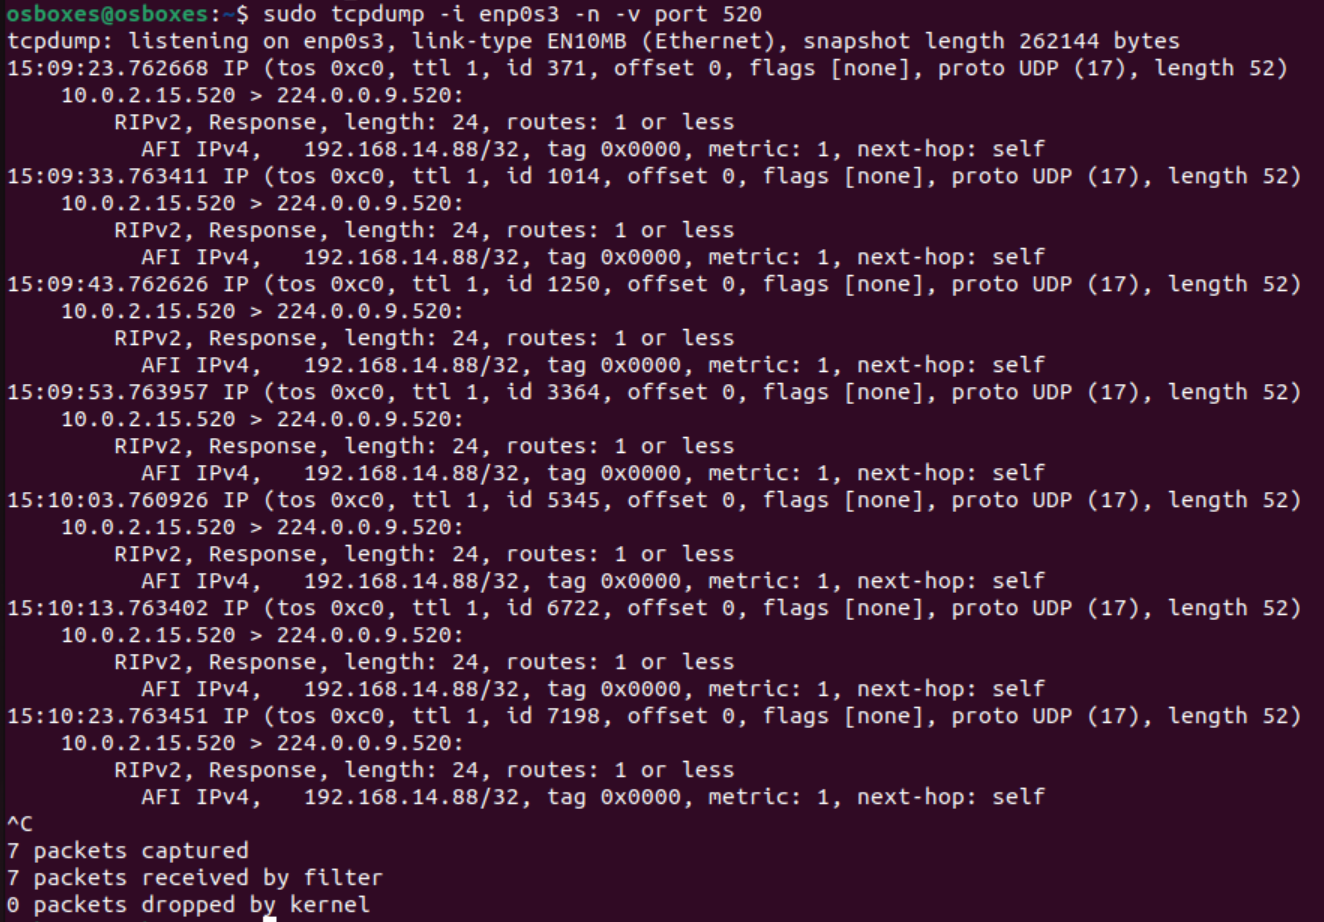 osboxes@osboxes:~$ sudo tcpdump -i enp0s3 -n -v port 520
tcpdump: listening on enp0s3, link-type EN10MB (Ethernet), snapshot length 262144 bytes
15:09:23.762668 IP (tos 0xc0, ttl 1, id 371, offset 0, flags [none], proto UDP (17), length 52)
    10.0.2.15.520 > 224.0.0.9.520:
        RIPv2, Response, length: 24, routes: 1 or less
          AFI IPv4,   192.168.14.88/32, tag 0x0000, metric: 1, next-hop: self
15:09:33.763411 IP (tos 0xc0, ttl 1, id 1014, offset 0, flags [none], proto UDP (17), length 52)
    10.0.2.15.520 > 224.0.0.9.520:
        RIPv2, Response, length: 24, routes: 1 or less
          AFI IPv4,   192.168.14.88/32, tag 0x0000, metric: 1, next-hop: self
15:09:43.762626 IP (tos 0xc0, ttl 1, id 1250, offset 0, flags [none], proto UDP (17), length 52)
    10.0.2.15.520 > 224.0.0.9.520:
        RIPv2, Response, length: 24, routes: 1 or less
          AFI IPv4,   192.168.14.88/32, tag 0x0000, metric: 1, next-hop: self
15:09:53.763957 IP (tos 0xc0, ttl 1, id 3364, offset 0, flags [none], proto UDP (17), length 52)
    10.0.2.15.520 > 224.0.0.9.520:
        RIPv2, Response, length: 24, routes: 1 or less
          AFI IPv4,   192.168.14.88/32, tag 0x0000, metric: 1, next-hop: self
15:10:03.760926 IP (tos 0xc0, ttl 1, id 5345, offset 0, flags [none], proto UDP (17), length 52)
    10.0.2.15.520 > 224.0.0.9.520:
        RIPv2, Response, length: 24, routes: 1 or less
          AFI IPv4,   192.168.14.88/32, tag 0x0000, metric: 1, next-hop: self
15:10:13.763402 IP (tos 0xc0, ttl 1, id 6722, offset 0, flags [none], proto UDP (17), length 52)
    10.0.2.15.520 > 224.0.0.9.520:
        RIPv2, Response, length: 24, routes: 1 or less
          AFI IPv4,   192.168.14.88/32, tag 0x0000, metric: 1, next-hop: self
15:10:23.763451 IP (tos 0xc0, ttl 1, id 7198, offset 0, flags [none], proto UDP (17), length 52)
    10.0.2.15.520 > 224.0.0.9.520:
        RIPv2, Response, length: 24, routes: 1 or less
          AFI IPv4,   192.168.14.88/32, tag 0x0000, metric: 1, next-hop: self
^C
7 packets captured
7 packets received by filter
0 packets dropped by kernel